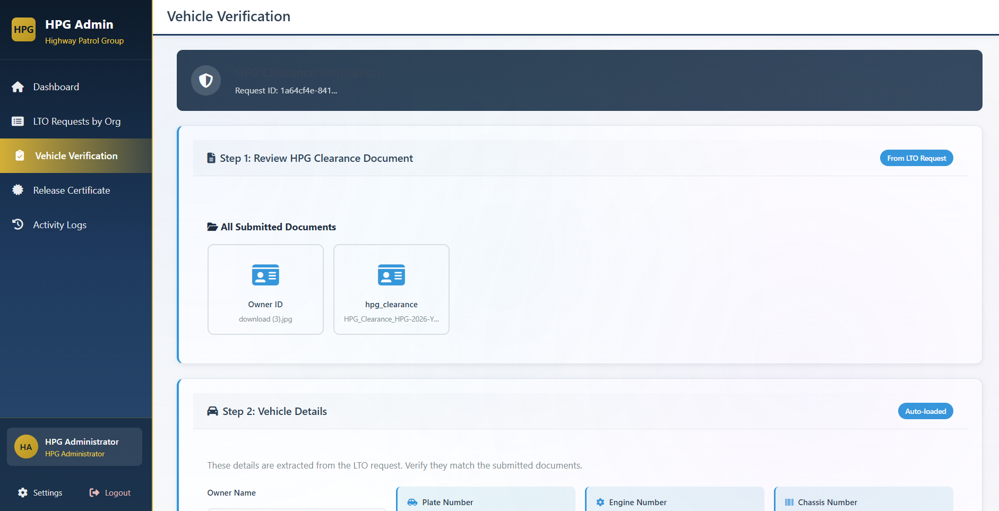 HPG
HPG Admin
Highway Patrol Group
Dashboard
LTO Requests by Org
Vehicle Verification
Release Certificate
Activity Logs
HA
HPG Administrator
HPG Administrator
Settings
Logout
Vehicle Verification
HPG Clearance Verification
Request ID: 1a64cf4e-841...
Step 1: Review HPG Clearance Document
From LTO Request
All Submitted Documents
Owner ID
download (3).jpg
hpg_clearance
HPG_Clearance_HPG-2026-Y...
Step 2: Vehicle Details
Auto-loaded
These details are extracted from the LTO request. Verify they match the submitted documents.
Owner Name
Plate Number
Engine Number
Chassis Number